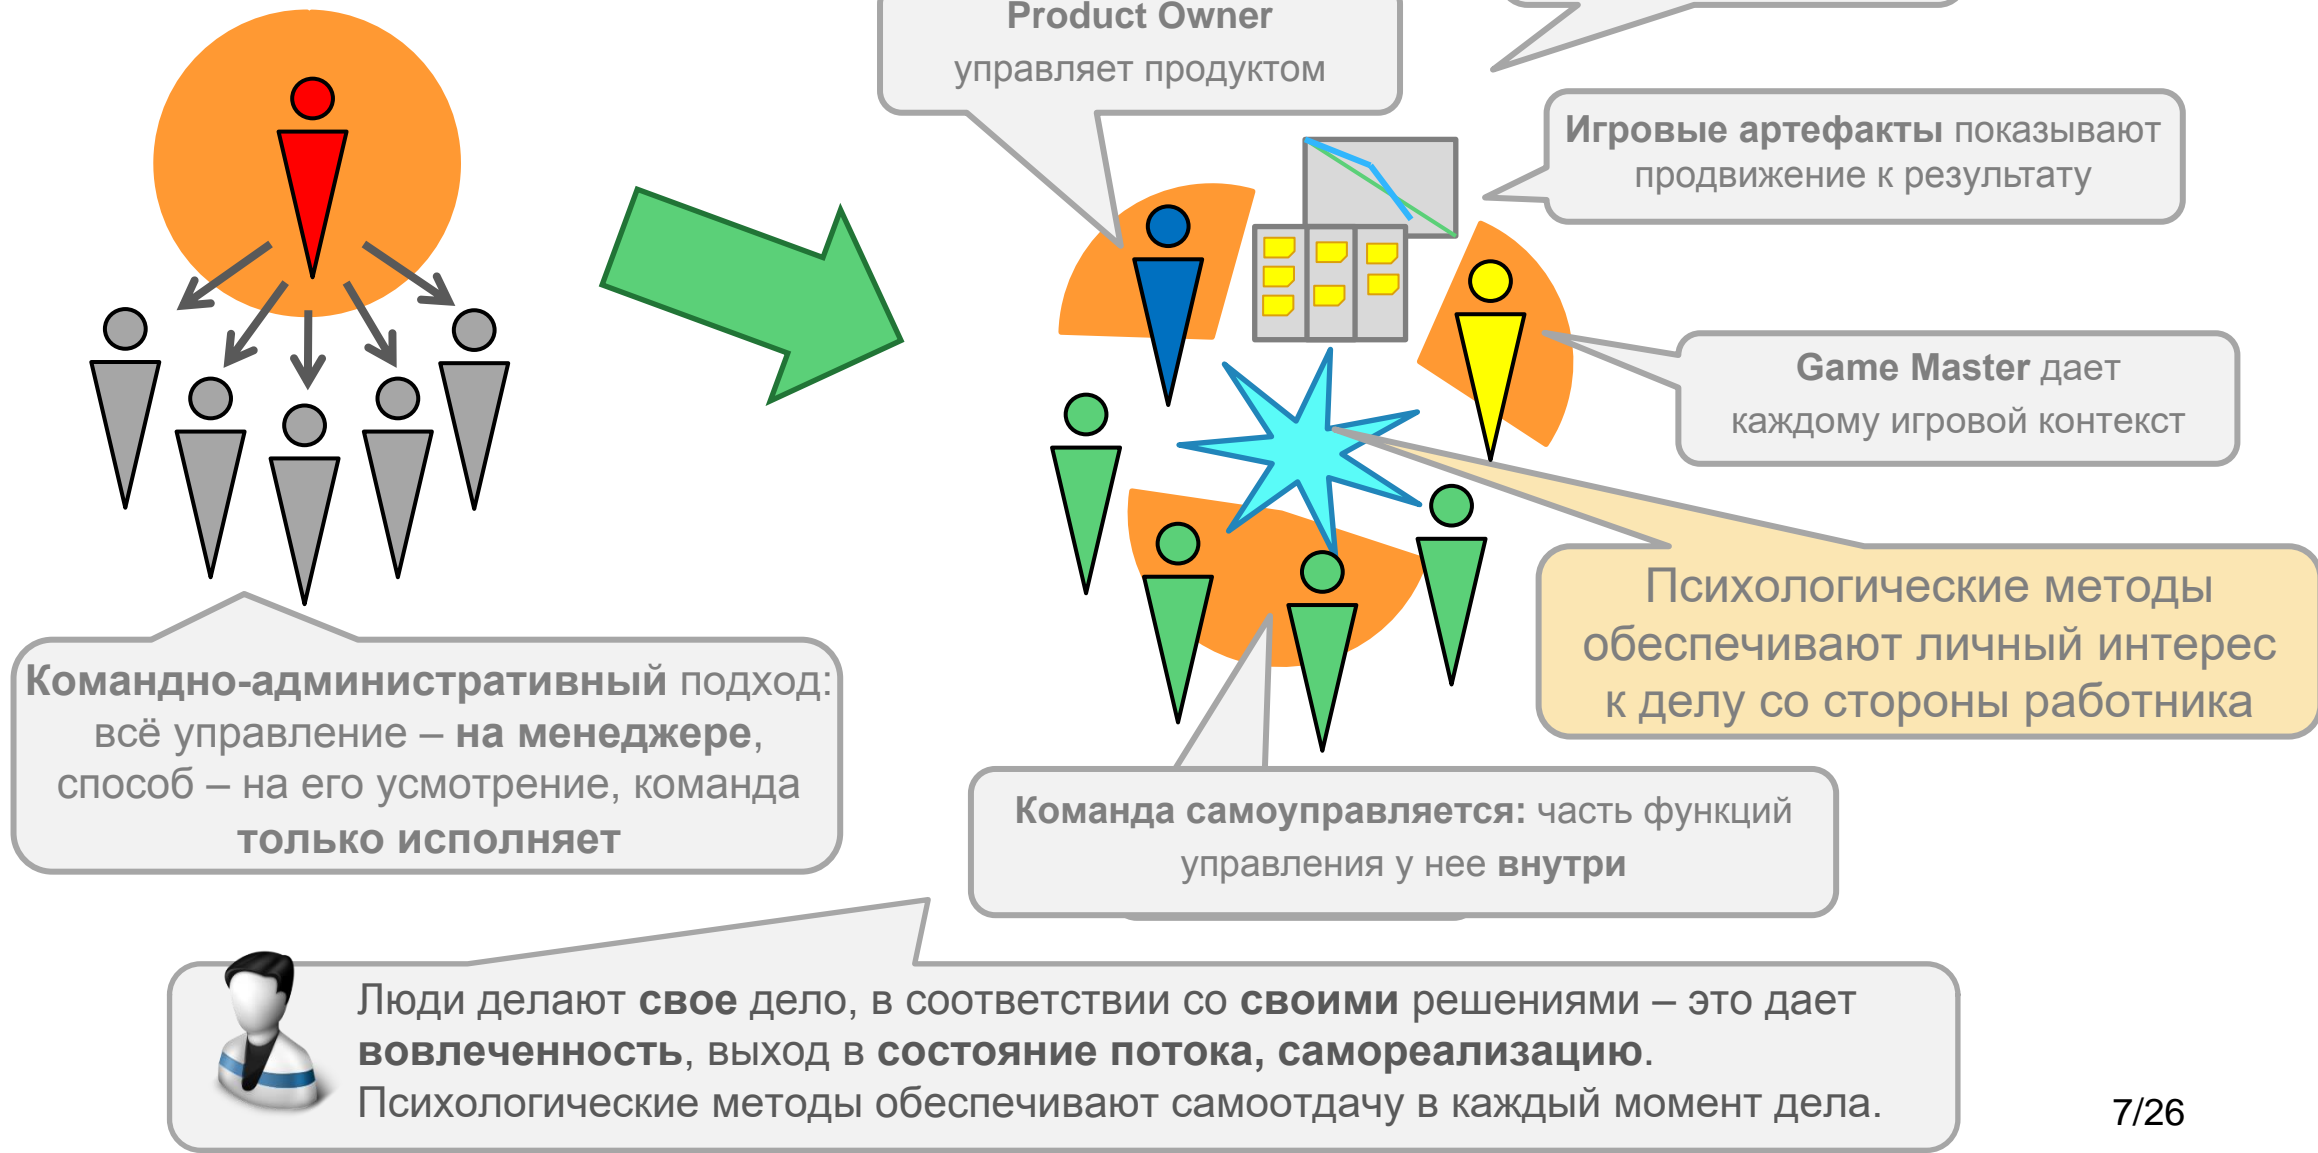 Product Owner
управляет продуктом
Игровые артефакты показывают
продвижение к результату
Game Master дает
каждому игровой контекст
Психологические методы
обеспечивают личный интерес
к делу со стороны работника
Командно-административный подход:
всё управление – на менеджере,
способ – на его усмотрение, команда
только исполняет
Команда самоуправляется: часть функций
управления у нее внутри
Люди делают свое дело, в соответствии со своими решениями – это дает
вовлеченность, выход в состояние потока, самореализацию.
Психологические методы обеспечивают самоотдачу в каждый момент дела.
7/26